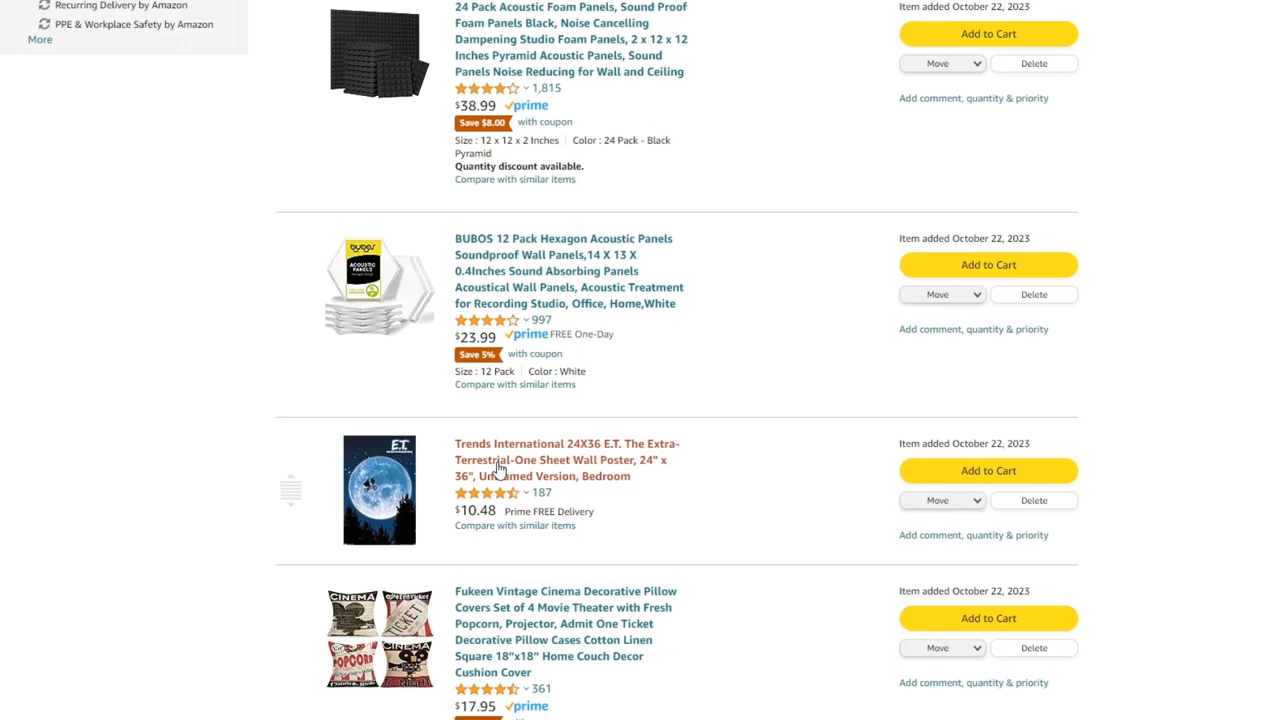 Recurring Delivery by Amazon
PPE & Workplace Safety by Amazon
More
24 Pack Acoustic Foam Panels, Sound Proof
Foam Panels Black, Noise Cancelling
Dampening Studio Foam Panels, 2 x 12 x 12
Inches Pyramid Acoustic Panels, Sound
Panels Noise Reducing for Wall and Ceiling
1,815
$38.99 prime
Save $8.00 with coupon
Size : 12 x 12 x 2 Inches Color : 24 Pack - Black
Pyramid
Quantity discount available.
Compare with similar items
Item added October 22, 2023
Add to Cart
Move Delete
Add comment, quantity & priority
BUBOS
ACOUSTIC
PANELS
BUBOS 12 Pack Hexagon Acoustic Panels
Soundproof Wall Panels,14 X 13 X
0.4Inches Sound Absorbing Panels
Acoustical Wall Panels, Acoustic Treatment
for Recording Studio, Office, Home,White
997
$23.99 prime FREE One-Day
Save 5% with coupon
Size : 12 Pack Color : White
Compare with similar items
Item added October 22, 2023
Add to Cart
Move Delete
Add comment, quantity & priority
E.T.
Trends International 24X36 E.T. The Extra-
Terrestrial-One Sheet Wall Poster, 24" x
36", Unframed Version, Bedroom
187
$10.48 Prime FREE Delivery
Compare with similar items
Item added October 22, 2023
Add to Cart
Move Delete
Add comment, quantity & priority
CINEMA
TICKET
POPCORN
CINEMA
Fukeen Vintage Cinema Decorative Pillow
Covers Set of 4 Movie Theater with Fresh
Popcorn, Projector, Admit One Ticket
Decorative Pillow Cases Cotton Linen
Square 18”x18” Home Couch Decor
Cushion Cover
361
$17.95 prime
Item added October 22, 2023
Add to Cart
Move Delete
Add comment, quantity & priority